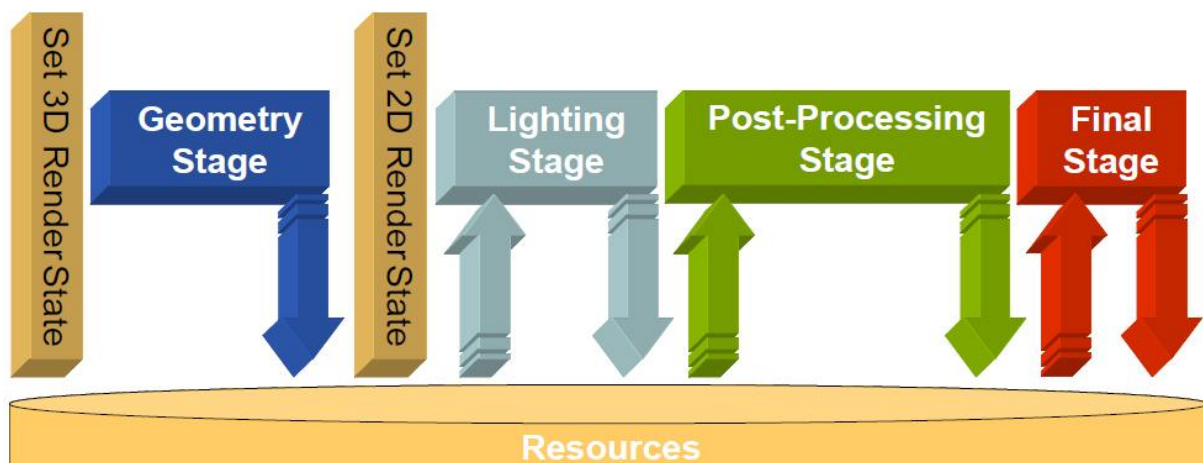 Set 3D Render State
Geometry
Stage
Set 2D Render State
Lighting
Stage
Post-Processing
Stage
Final
Stage
Resources